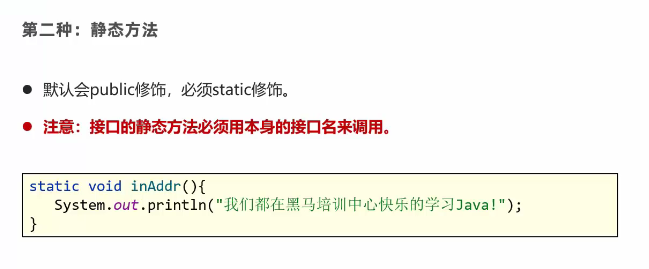 第二种：静态方法
● 默认会public修饰，必须static修饰。
● 注意：接口的静态方法必须用本身的接口名来调用。
static void inAddr(){
    System.out.println("我们都在黑马培训中心快乐的学习Java!");
}